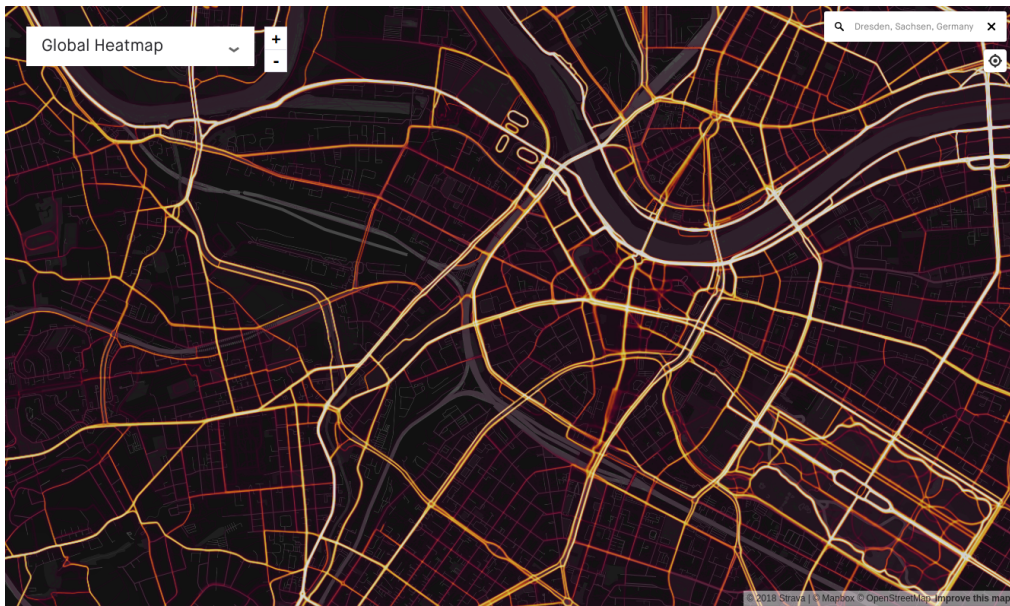 Global Heatmap
+
-
Dresden, Sachsen, Germany
© 2018 Strava | © Mapbox © OpenStreetMap Improve this map